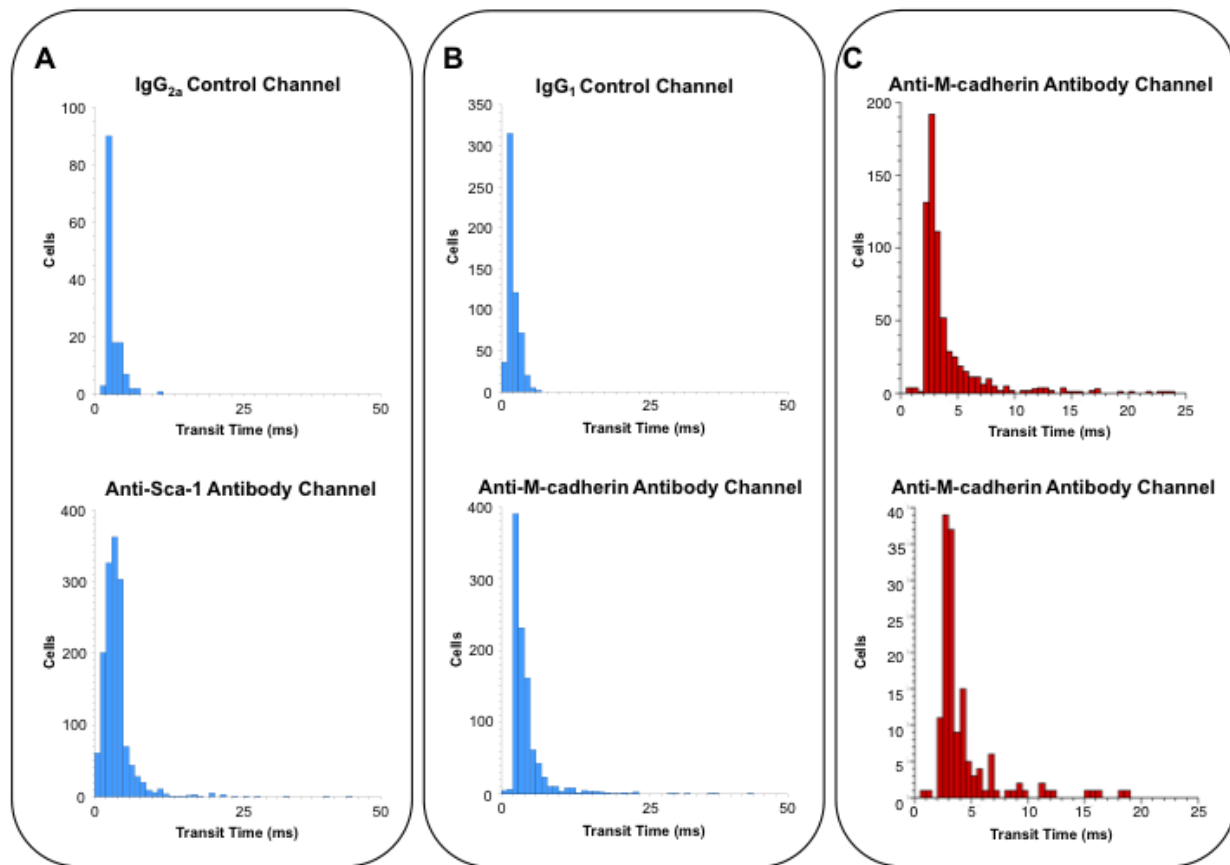 A
IgG2a Control Channel
100
80
60
40
20
0
Cells
0 25 50
Transit Time (ms)
Anti-Sca-1 Antibody Channel
400
300
200
100
0
Cells
0 25 50
Transit Time (ms)
B
IgG1 Control Channel
350
300
250
200
150
100
50
0
Cells
0 25 50
Transit Time (ms)
Anti-M-cadherin Antibody Channel
400
300
200
100
0
Cells
0 25 50
Transit Time (ms)
C
Anti-M-cadherin Antibody Channel
200
150
100
50
0
Cells
0 5 10 15 20 25
Transit Time (ms)
Anti-M-cadherin Antibody Channel
40
35
30
25
20
15
10
5
0
Cells
0 5 10 15 20 25
Transit Time (ms)